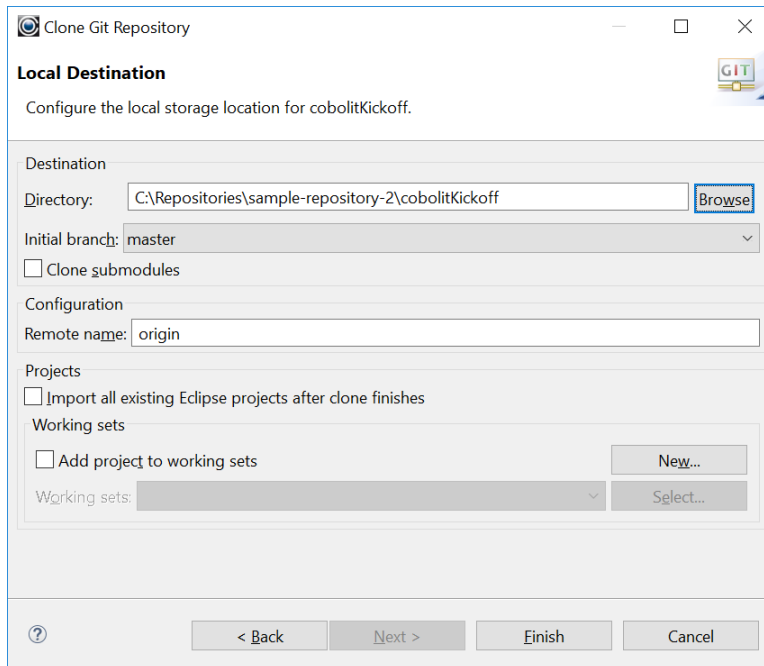 Clone Git Repository
Local Destination
GIT
Configure the local storage location for cobolitKickoff.
Destination
Directory: C:\Repositories\sample-repository-2\cobolitKickoff Browse
Initial branch: master
Clone submodules
Configuration
Remote name: origin
Projects
Import all existing Eclipse projects after clone finishes
Working sets
Add project to working sets New...
Working sets: Select...
? < Back Next > Finish Cancel